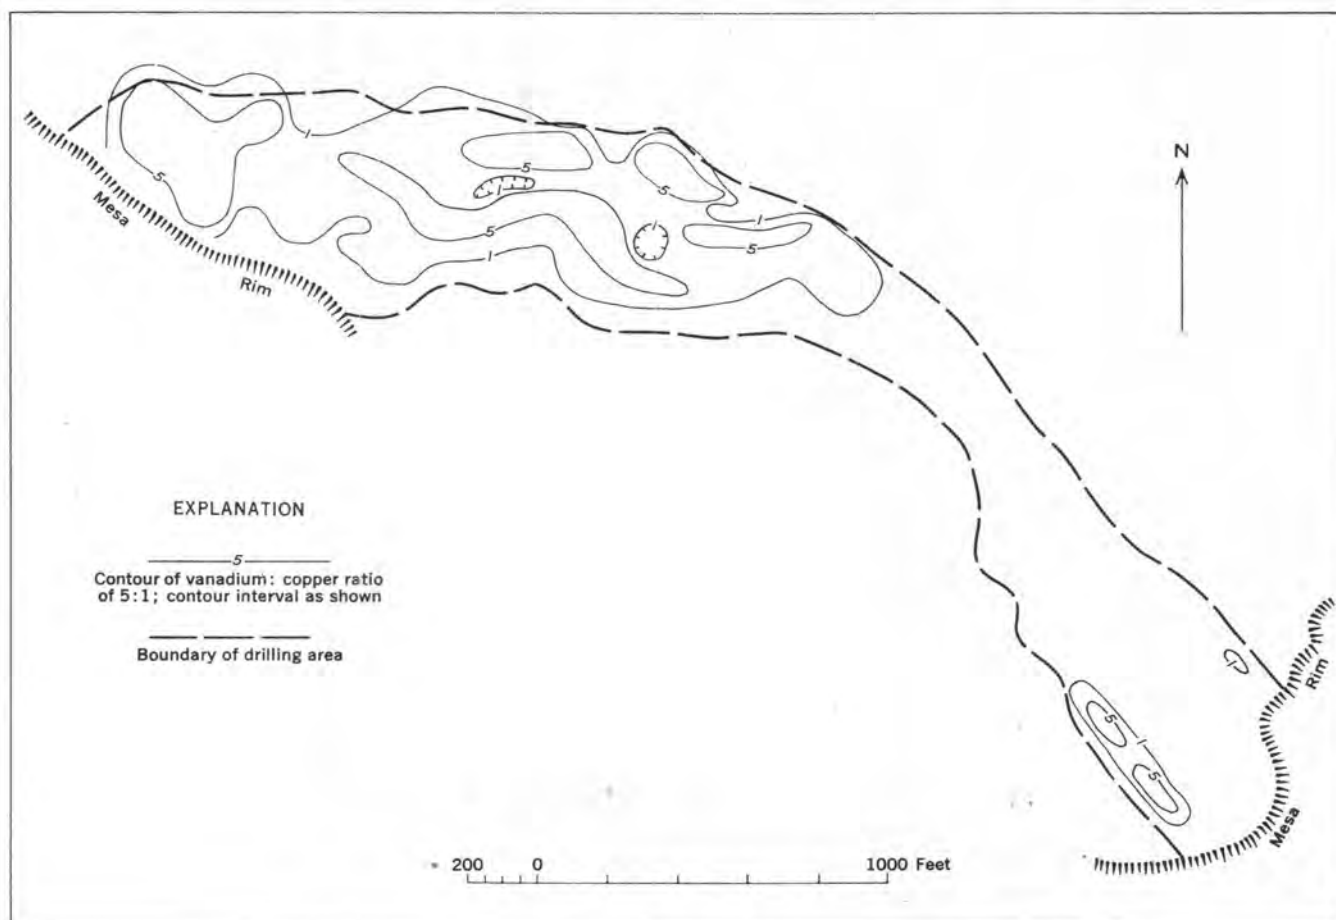 1
5
1
5
5
N
1
1
Mesa
5
1
5
5
1
Rim
EXPLANATION
5
Contour of vanadium: copper ratio
of 5:1; contour interval as shown
Boundary of drilling area
1
Rim
5
1
5
Mesa
200 0 1000 Feet